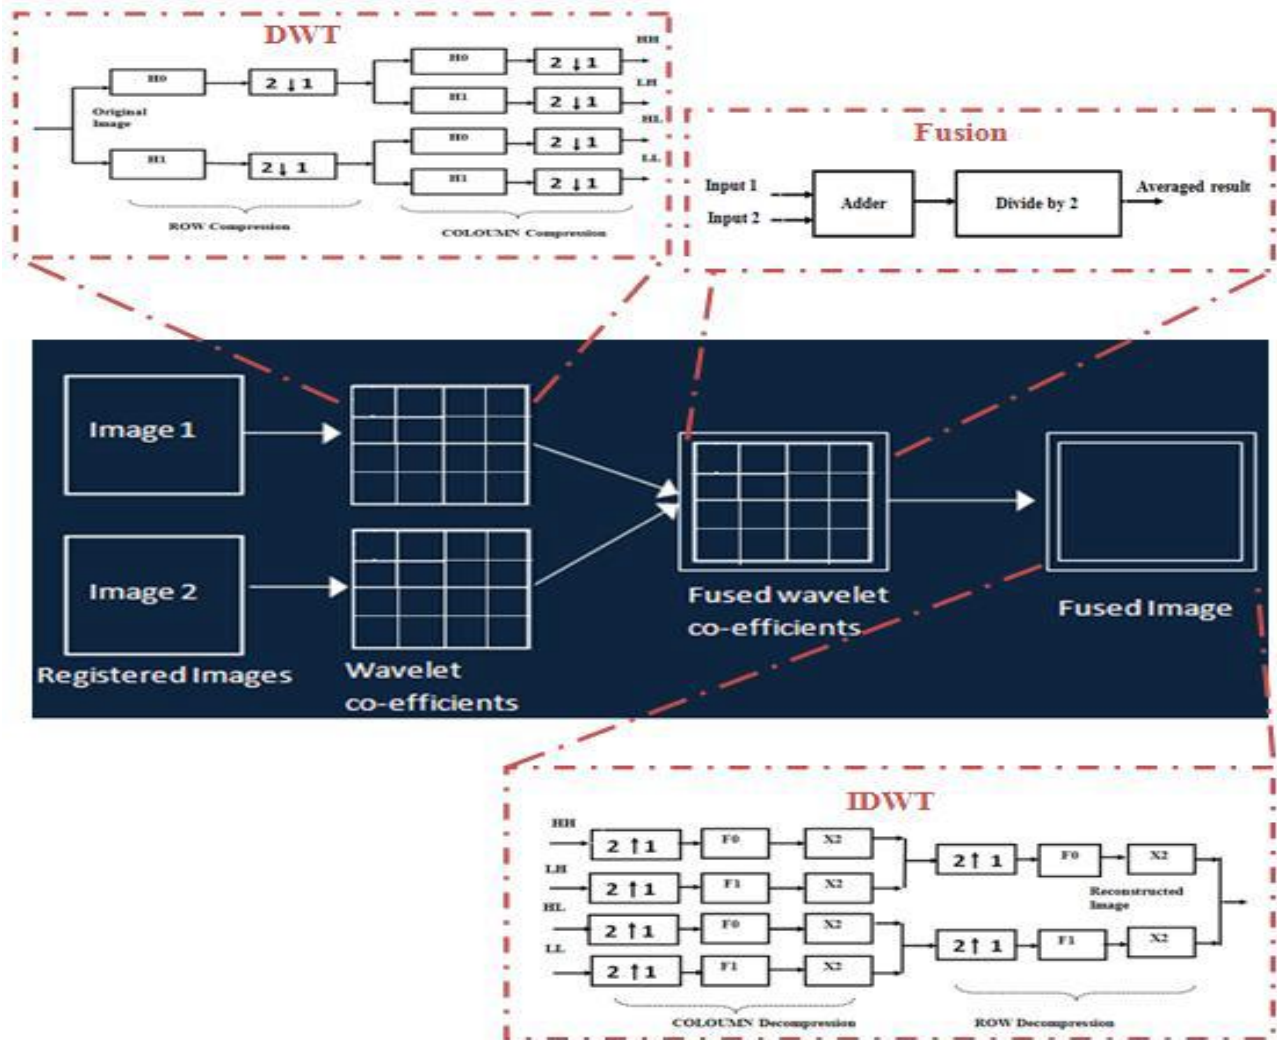 DWT
HH
H0
2 ↓ 1
H0
2 ↓ 1
LH
Original
Image
H1
2 ↓ 1
HL
H1
2 ↓ 1
H0
2 ↓ 1
LL
H1
2 ↓ 1
ROW Compression
COLOUMN Compression
Fusion
Input 1
Input 2
Adder
Divide by 2
Averaged result
Image 1
Image 2
Registered Images
Wavelet
co-efficients
Fused wavelet
co-efficients
Fused Image
IDWT
HH
2 ↑ 1
F0
X2
LH
2 ↑ 1
F1
X2
HL
2 ↑ 1
F0
X2
LL
2 ↑ 1
F1
X2
2 ↑ 1
F0
X2
Reconstructed
Image
2 ↑ 1
F1
X2
COLOUMN Decompression
ROW Decompression